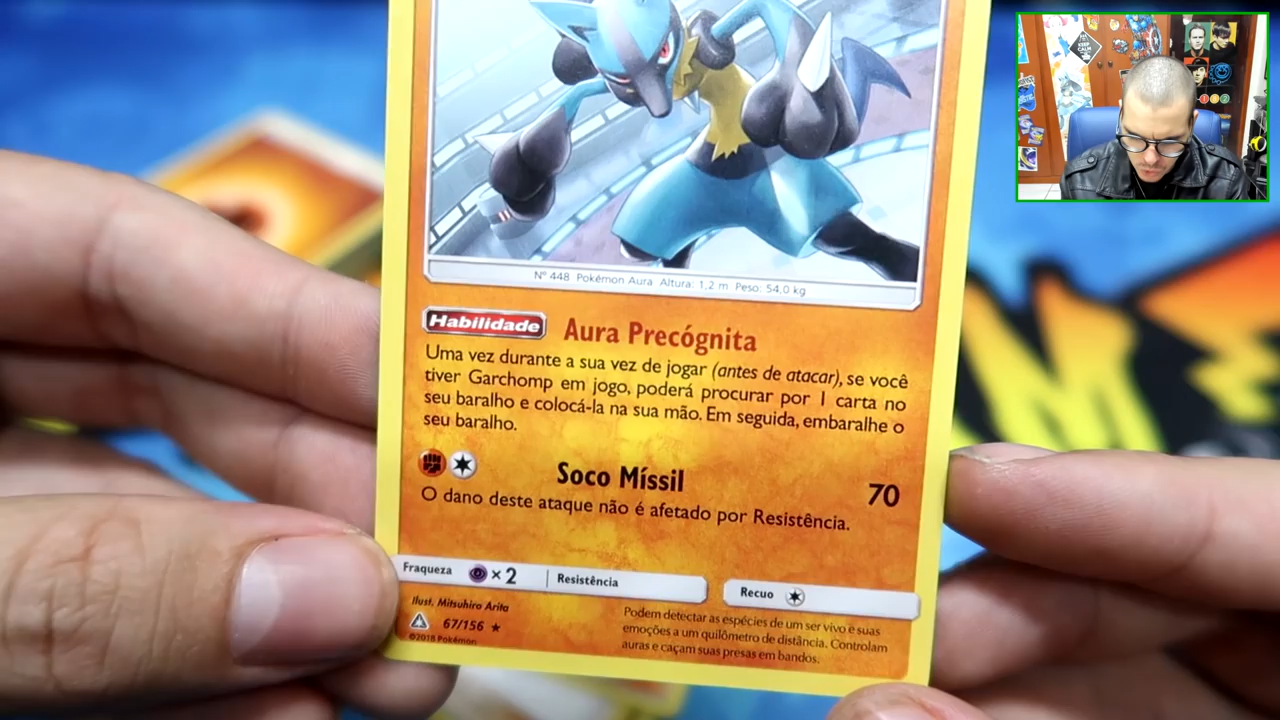 Nº 448 Pokémon Aura Altura: 1,2 m Peso: 54,0 kg
Habilidade Aura Precógnita
Uma vez durante a sua vez de jogar (antes de atacar), se você
tiver Garchomp em jogo, poderá procurar por 1 carta no
seu baralho e colocá-la na sua mão. Em seguida, embaralhe o
seu baralho.
Soco Míssil 70
O dano deste ataque não é afetado por Resistência.
Fraqueza ×2 Resistência Recuo
Ilust. Mitsuhiro Arita
67/156
©2018 Pokémon
Podem detectar as espécies de um ser vivo e suas
emoções a um quilômetro de distância. Controlam
auras e caçam suas presas em bandos.
KEEP CALM
182